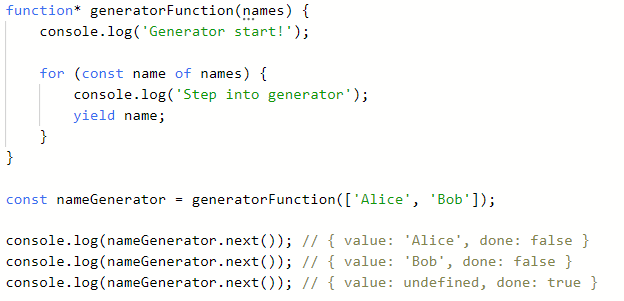 function* generatorFunction(names) {
    console.log('Generator start!');

    for (const name of names) {
        console.log('Step into generator');
        yield name;
    }
}

const nameGenerator = generatorFunction(['Alice', 'Bob']);

console.log(nameGenerator.next()); // { value: 'Alice', done: false }
console.log(nameGenerator.next()); // { value: 'Bob', done: false }
console.log(nameGenerator.next()); // { value: undefined, done: true }